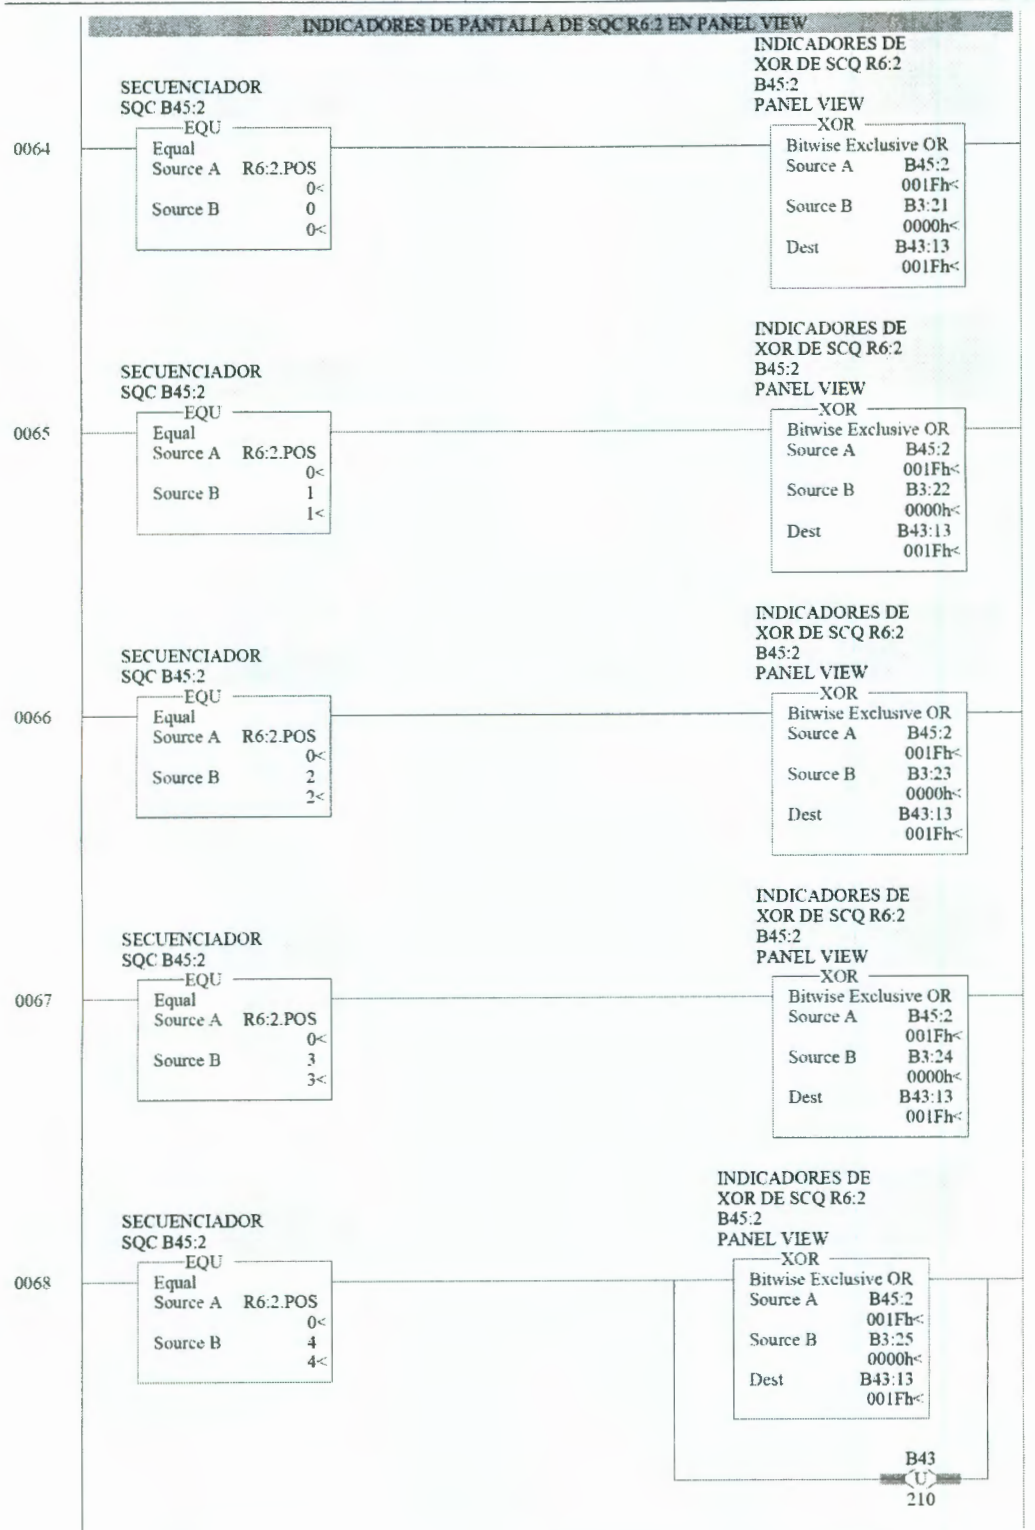 INDICADORES DE PANTALLA DE SQC R6:2 EN PANEL VIEW
INDICADORES DE
XOR DE SCQ R6:2
B45:2
PANEL VIEW
SECUENCIADOR
SQC B45:2
EQU
XOR
0064
Equal
Bitwise Exclusive OR
Source A R6:2.POS
Source A B45:2
0<
001Fh<
Source B 0
Source B B3:21
0<
0000h<
Dest B43:13
001Fh<
INDICADORES DE
XOR DE SCQ R6:2
B45:2
PANEL VIEW
SECUENCIADOR
SQC B45:2
EQU
XOR
0065
Equal
Bitwise Exclusive OR
Source A R6:2.POS
Source A B45:2
0<
001Fh<
Source B 1
Source B B3:22
1<
0000h<
Dest B43:13
001Fh<
INDICADORES DE
XOR DE SCQ R6:2
B45:2
PANEL VIEW
SECUENCIADOR
SQC B45:2
EQU
XOR
0066
Equal
Bitwise Exclusive OR
Source A R6:2.POS
Source A B45:2
0<
001Fh<
Source B 2
Source B B3:23
2<
0000h<
Dest B43:13
001Fh<
INDICADORES DE
XOR DE SCQ R6:2
B45:2
PANEL VIEW
SECUENCIADOR
SQC B45:2
EQU
XOR
0067
Equal
Bitwise Exclusive OR
Source A R6:2.POS
Source A B45:2
0<
001Fh<
Source B 3
Source B B3:24
3<
0000h<
Dest B43:13
001Fh<
INDICADORES DE
XOR DE SCQ R6:2
B45:2
PANEL VIEW
SECUENCIADOR
SQC B45:2
EQU
XOR
0068
Equal
Bitwise Exclusive OR
Source A R6:2.POS
Source A B45:2
0<
001Fh<
Source B 4
Source B B3:25
4<
0000h<
Dest B43:13
001Fh<
B43
U
210